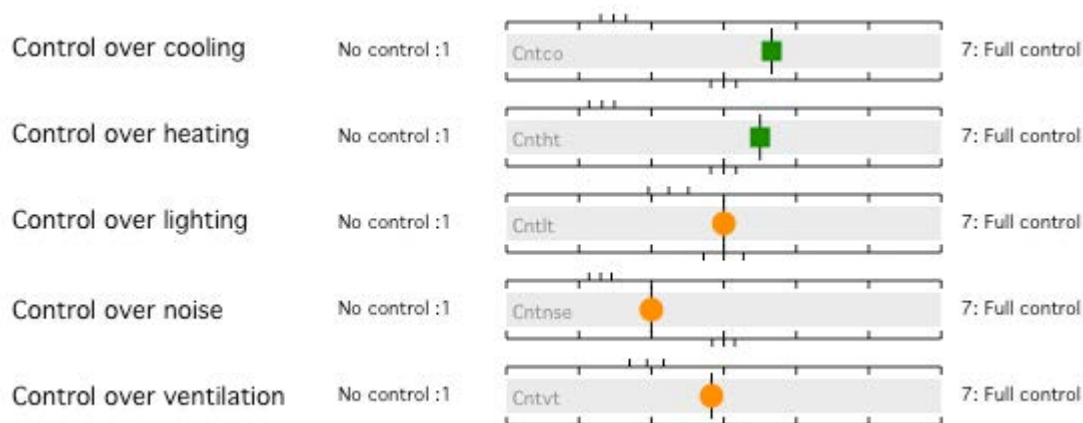 Control over cooling No control :1 Cntco 7: Full control
Control over heating No control :1 Cntht 7: Full control
Control over lighting No control :1 Cntlt 7: Full control
Control over noise No control :1 Cntnse 7: Full control
Control over ventilation No control :1 Cntvt 7: Full control